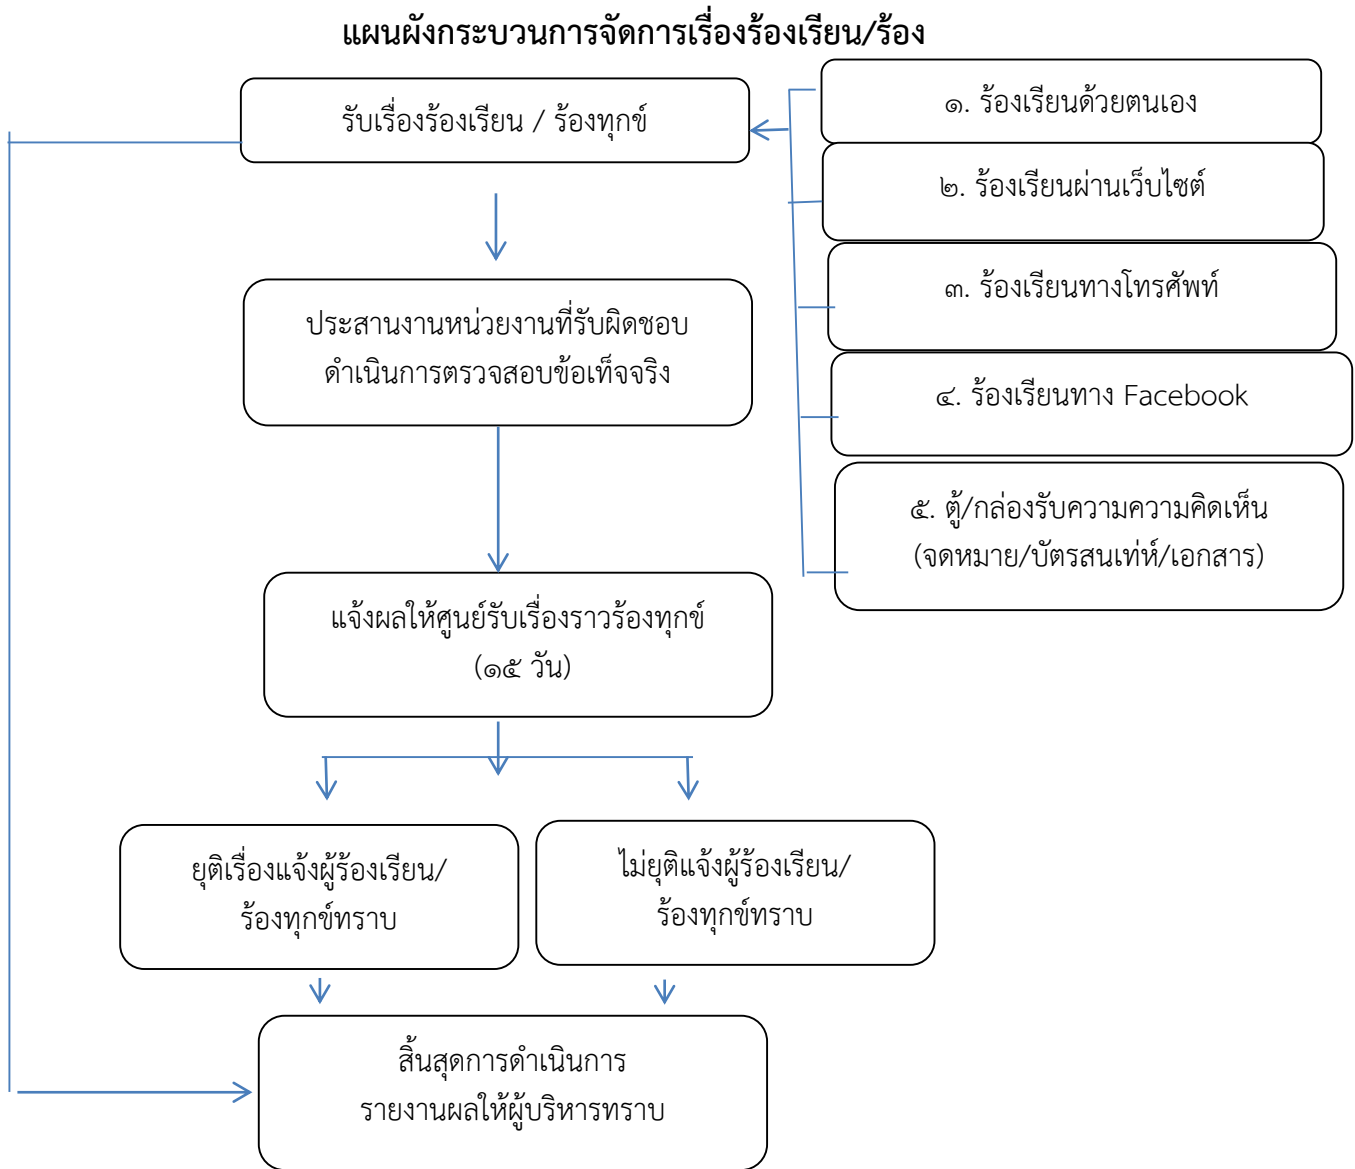 แผนผังกระบวนการจัดการเรื่องร้องเรียน/ร้อง
รับเรื่องร้องเรียน / ร้องทุกข์
๑. ร้องเรียนด้วยตนเอง
๒. ร้องเรียนผ่านเว็บไซต์
๓. ร้องเรียนทางโทรศัพท์
๔. ร้องเรียนทาง Facebook
๕. ตู้/กล่องรับความความคิดเห็น
(จดหมาย/บัตรสนเท่ห์/เอกสาร)
ประสานงานหน่วยงานที่รับผิดชอบ
ดำเนินการตรวจสอบข้อเท็จจริง
แจ้งผลให้ศูนย์รับเรื่องราวร้องทุกข์
(๑๕ วัน)
ยุติเรื่องแจ้งผู้ร้องเรียน/
ร้องทุกข์ทราบ
ไม่ยุติแจ้งผู้ร้องเรียน/
ร้องทุกข์ทราบ
สิ้นสุดการดำเนินการ
รายงานผลให้ผู้บริหารทราบ